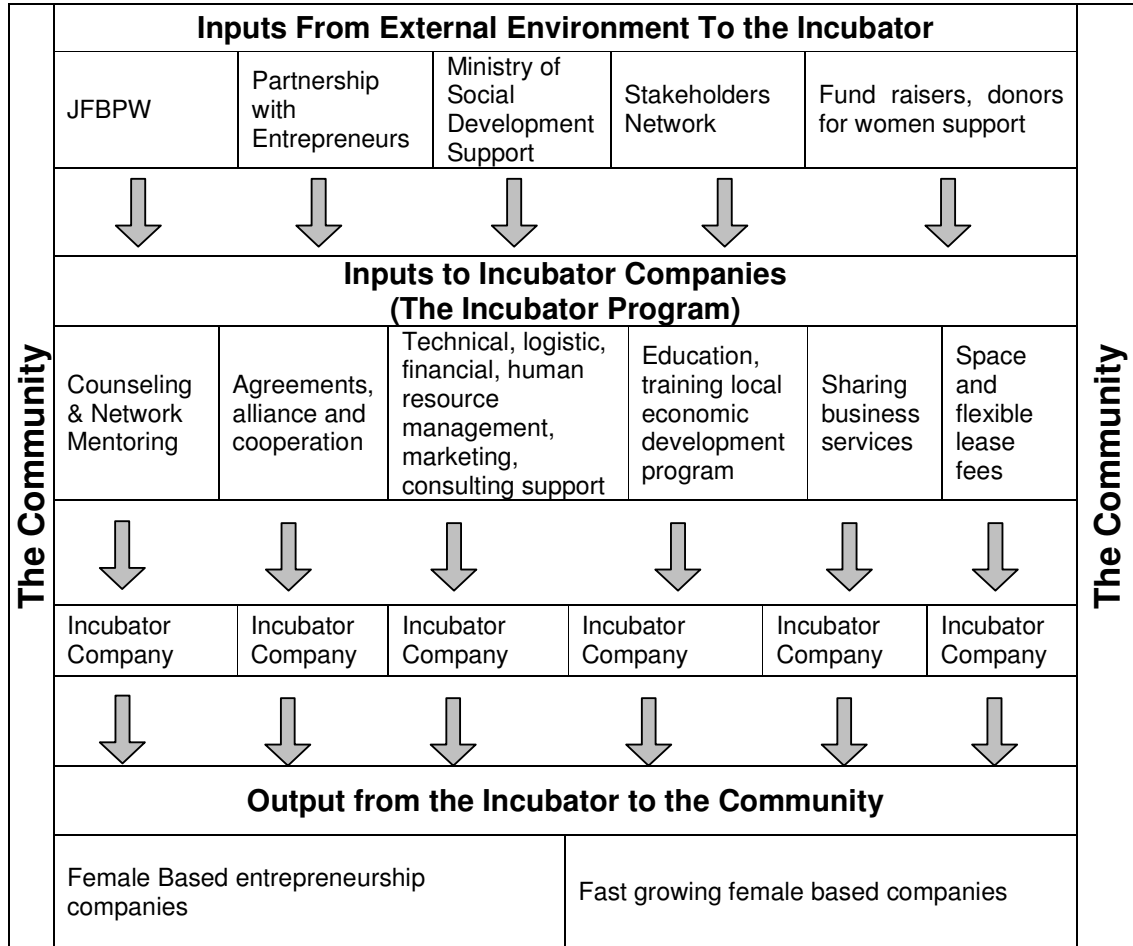 Inputs From External Environment To the Incubator
JFBPW
Partnership
with
Entrepreneurs
Ministry of
Social
Development
Support
Stakeholders
Network
Fund raisers, donors
for women support
Inputs to Incubator Companies
(The Incubator Program)
The Community
Counseling
& Network
Mentoring
Agreements,
alliance and
cooperation
Technical, logistic,
financial, human
resource
management,
marketing,
consulting support
Education,
training local
economic
development
program
Sharing
business
services
Space
and
flexible
lease
fees
The Community
Incubator
Company
Incubator
Company
Incubator
Company
Incubator
Company
Incubator
Company
Incubator
Company
Output from the Incubator to the Community
Female Based entrepreneurship
companies
Fast growing female based companies